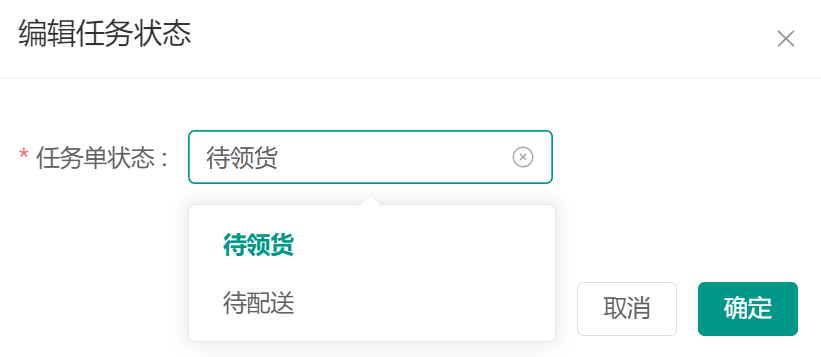 编辑任务状态
* 任务单状态：
待领货
待领货
待配送
取消
确定